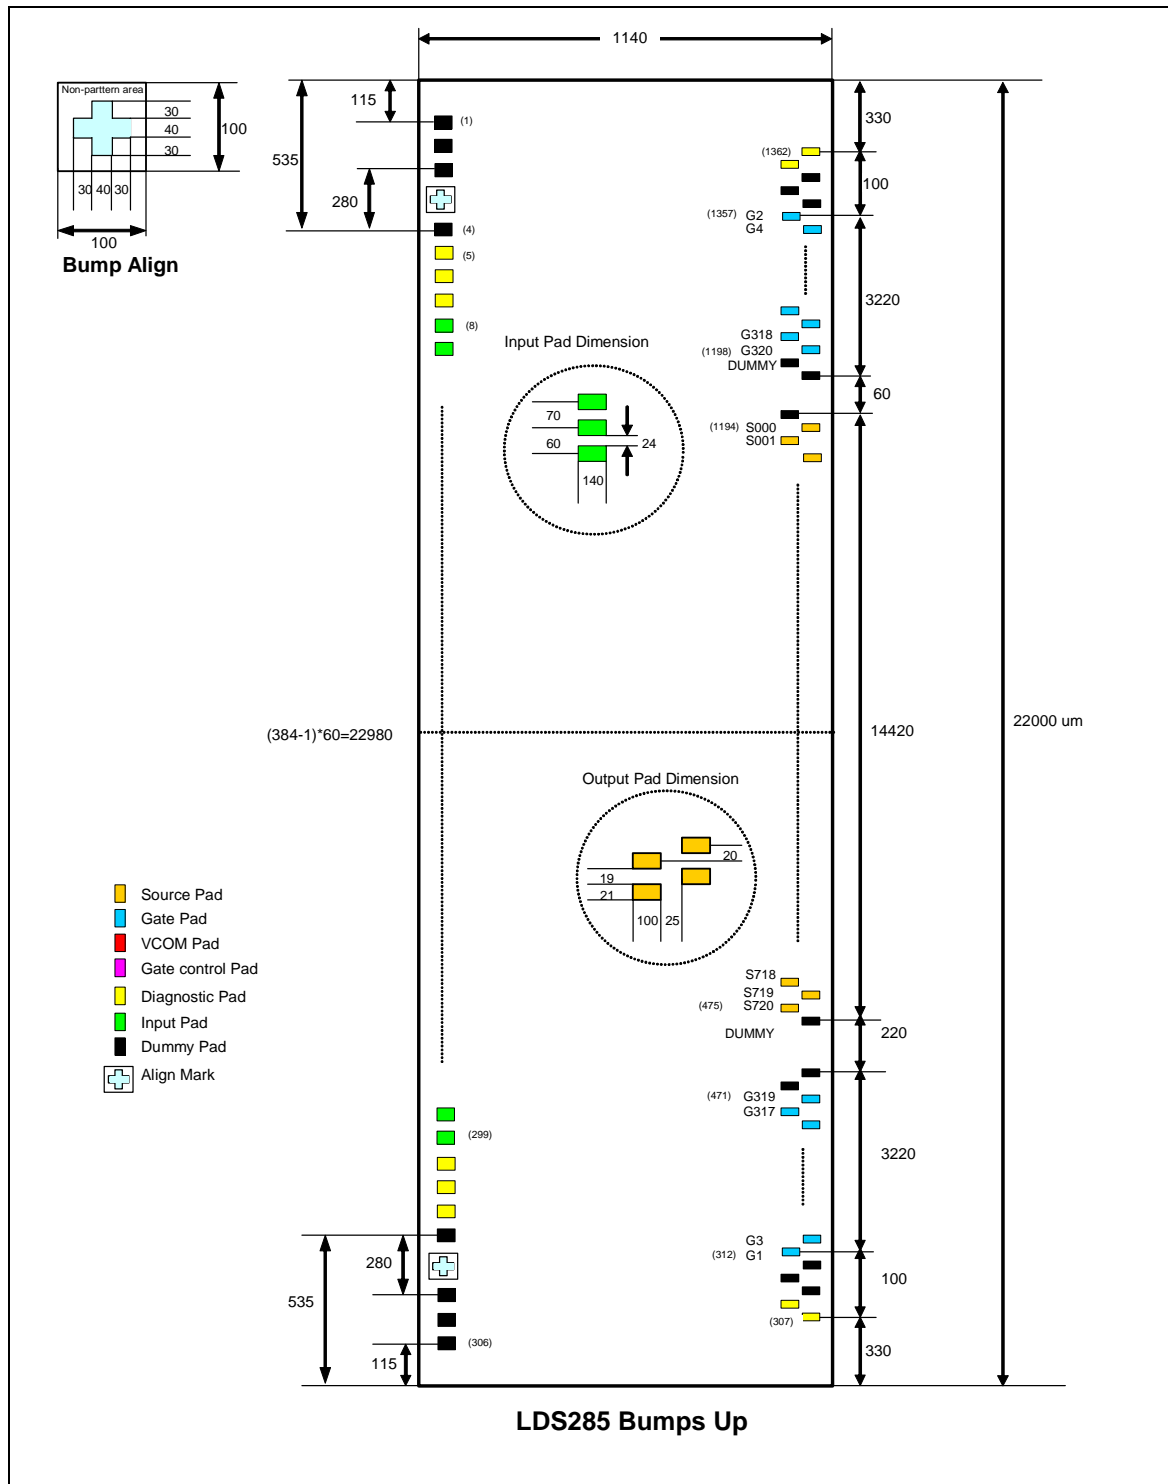 1140
Non-parttern area
30
40
30
100
30 40 30
100
Bump Align
115
535
280
(1)
(4)
(5)
(8)
Input Pad Dimension
70
60
24
140
(1362)
(1357) G2
G4
G318
(1198) G320
DUMMY
(1194) S000
S001
330
100
3220
60
14420
22000 um
(384-1)*60=22980
Output Pad Dimension
20
19
21
100 25
Source Pad
Gate Pad
VCOM Pad
Gate control Pad
Diagnostic Pad
Input Pad
Dummy Pad
Align Mark
S718
S719
(475) S720
DUMMY
220
(471) G319
G317
3220
(299)
G3
(312) G1
280
535
100
(307)
(306)
115
330
LDS285 Bumps Up